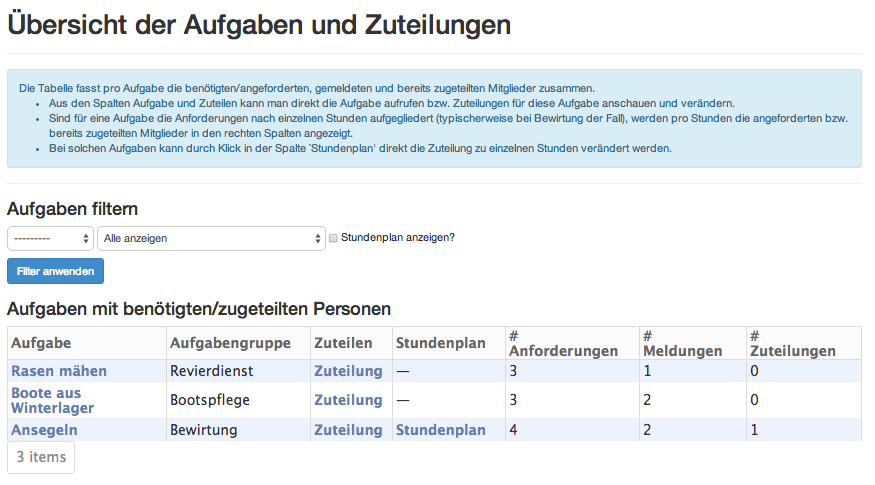 Übersicht der Aufgaben und Zuteilungen
Die Tabelle fasst pro Aufgabe die benötigten/angeforderten, gemeldeten und bereits zugeteilten Mitglieder zusammen.
• Aus den Spalten Aufgabe und Zuteilen kann man direkt die Aufgabe aufrufen bzw. Zuteilungen für diese Aufgabe anschauen und verändern.
• Sind für eine Aufgabe die Anforderungen nach einzelnen Stunden aufgegliedert (typischerweise bei Bewirtung der Fall), werden pro Stunden die angeforderten bzw.
bereits zugeteilten Mitglieder in den rechten Spalten angezeigt.
• Bei solchen Aufgaben kann durch Klick in der Spalte `Stundenplan' direkt die Zuteilung zu einzelnen Stunden verändert werden.
Aufgaben filtern
--------- Alle anzeigen Stundenplan anzeigen?
Filter anwenden
Aufgaben mit benötigten/zugeteilten Personen
Aufgabe Aufgabengruppe Zuteilen Stundenplan # Anforderungen # Meldungen # Zuteilungen
Rasen mähen Revierdienst Zuteilung — 3 1 0
Boote aus Winterlager Bootspflege Zuteilung — 3 2 0
Ansegeln Bewirtung Zuteilung Stundenplan 4 2 1
3 items